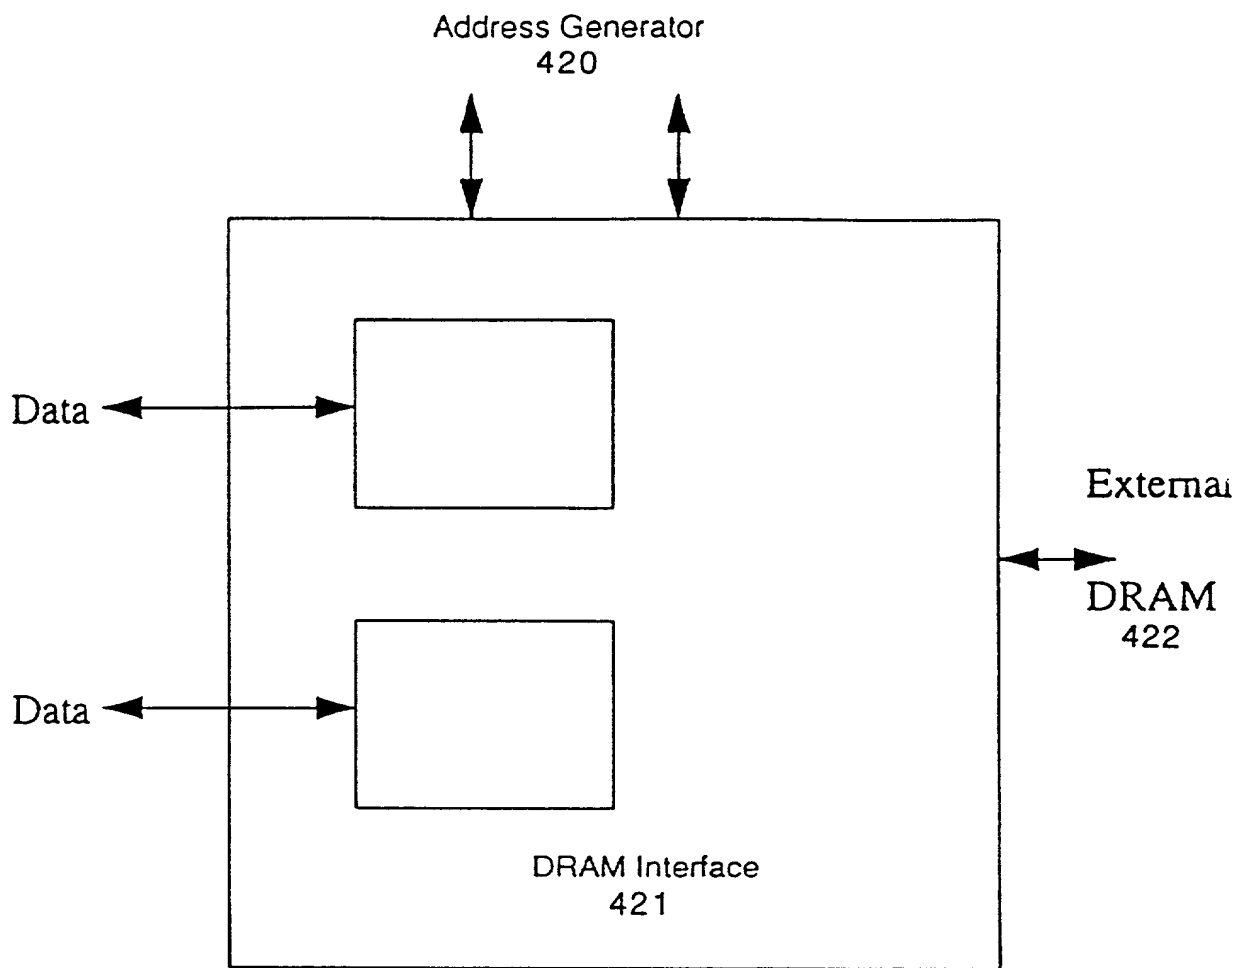 Address Generator
420
Data
External
DRAM
422
Data
DRAM Interface
421